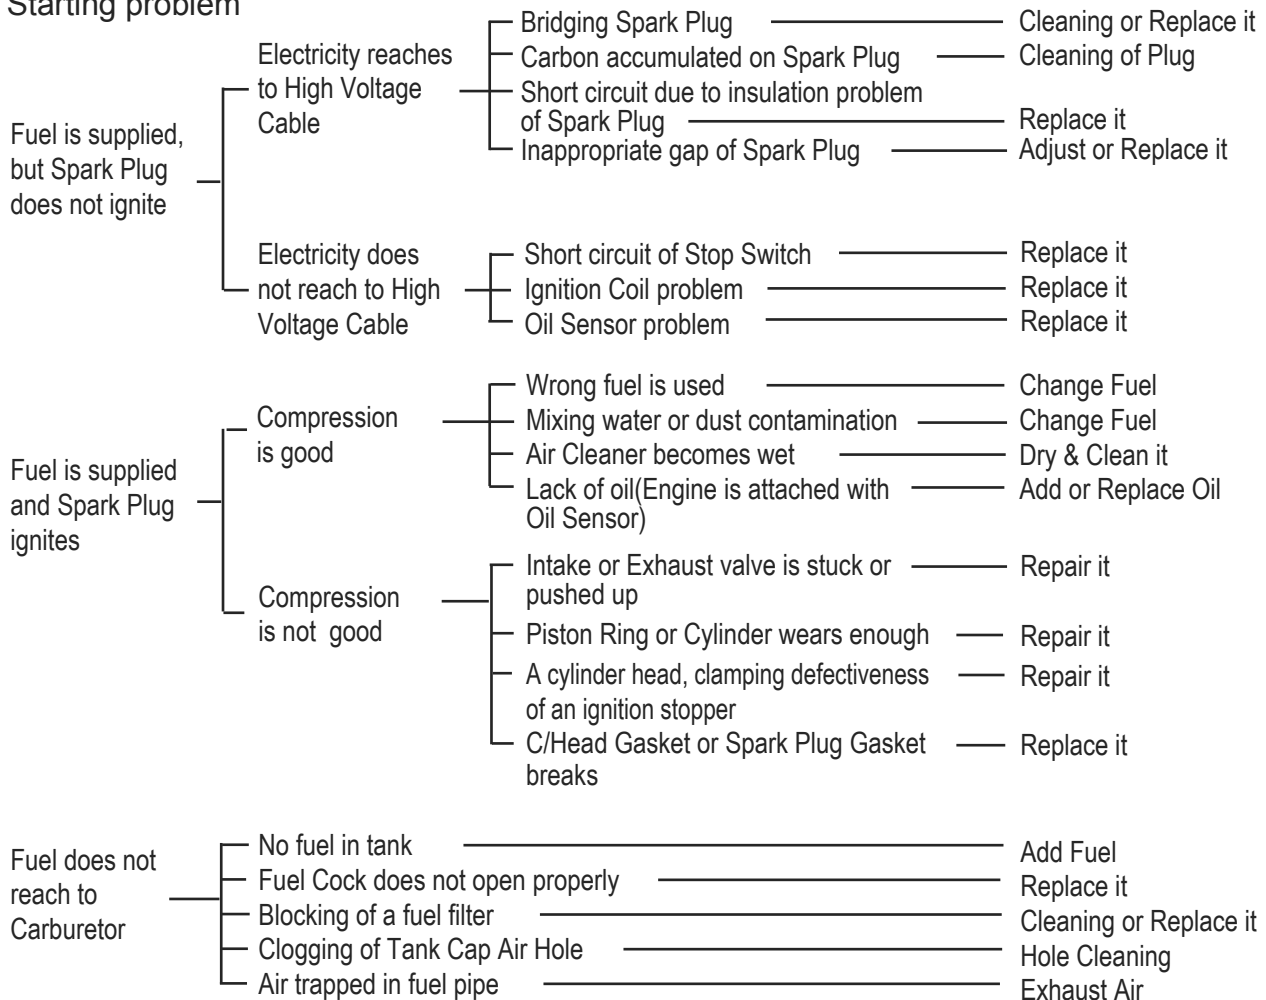 Starting problem
Fuel is supplied,
but Spark Plug
does not ignite
Electricity reaches
to High Voltage
Cable
Bridging Spark Plug
Cleaning or Replace it
Carbon accumulated on Spark Plug
Cleaning of Plug
Short circuit due to insulation problem
of Spark Plug
Replace it
Inappropriate gap of Spark Plug
Adjust or Replace it
Electricity does
not reach to High
Voltage Cable
Short circuit of Stop Switch
Replace it
Ignition Coil problem
Replace it
Oil Sensor problem
Replace it
Fuel is supplied
and Spark Plug
ignites
Compression
is good
Wrong fuel is used
Change Fuel
Mixing water or dust contamination
Change Fuel
Air Cleaner becomes wet
Dry & Clean it
Lack of oil(Engine is attached with
Oil Sensor)
Add or Replace Oil
Compression
is not good
Intake or Exhaust valve is stuck or
pushed up
Repair it
Piston Ring or Cylinder wears enough
Repair it
A cylinder head, clamping defectiveness
of an ignition stopper
Repair it
C/Head Gasket or Spark Plug Gasket
breaks
Replace it
Fuel does not
reach to
Carburetor
No fuel in tank
Add Fuel
Fuel Cock does not open properly
Replace it
Blocking of a fuel filter
Cleaning or Replace it
Clogging of Tank Cap Air Hole
Hole Cleaning
Air trapped in fuel pipe
Exhaust Air